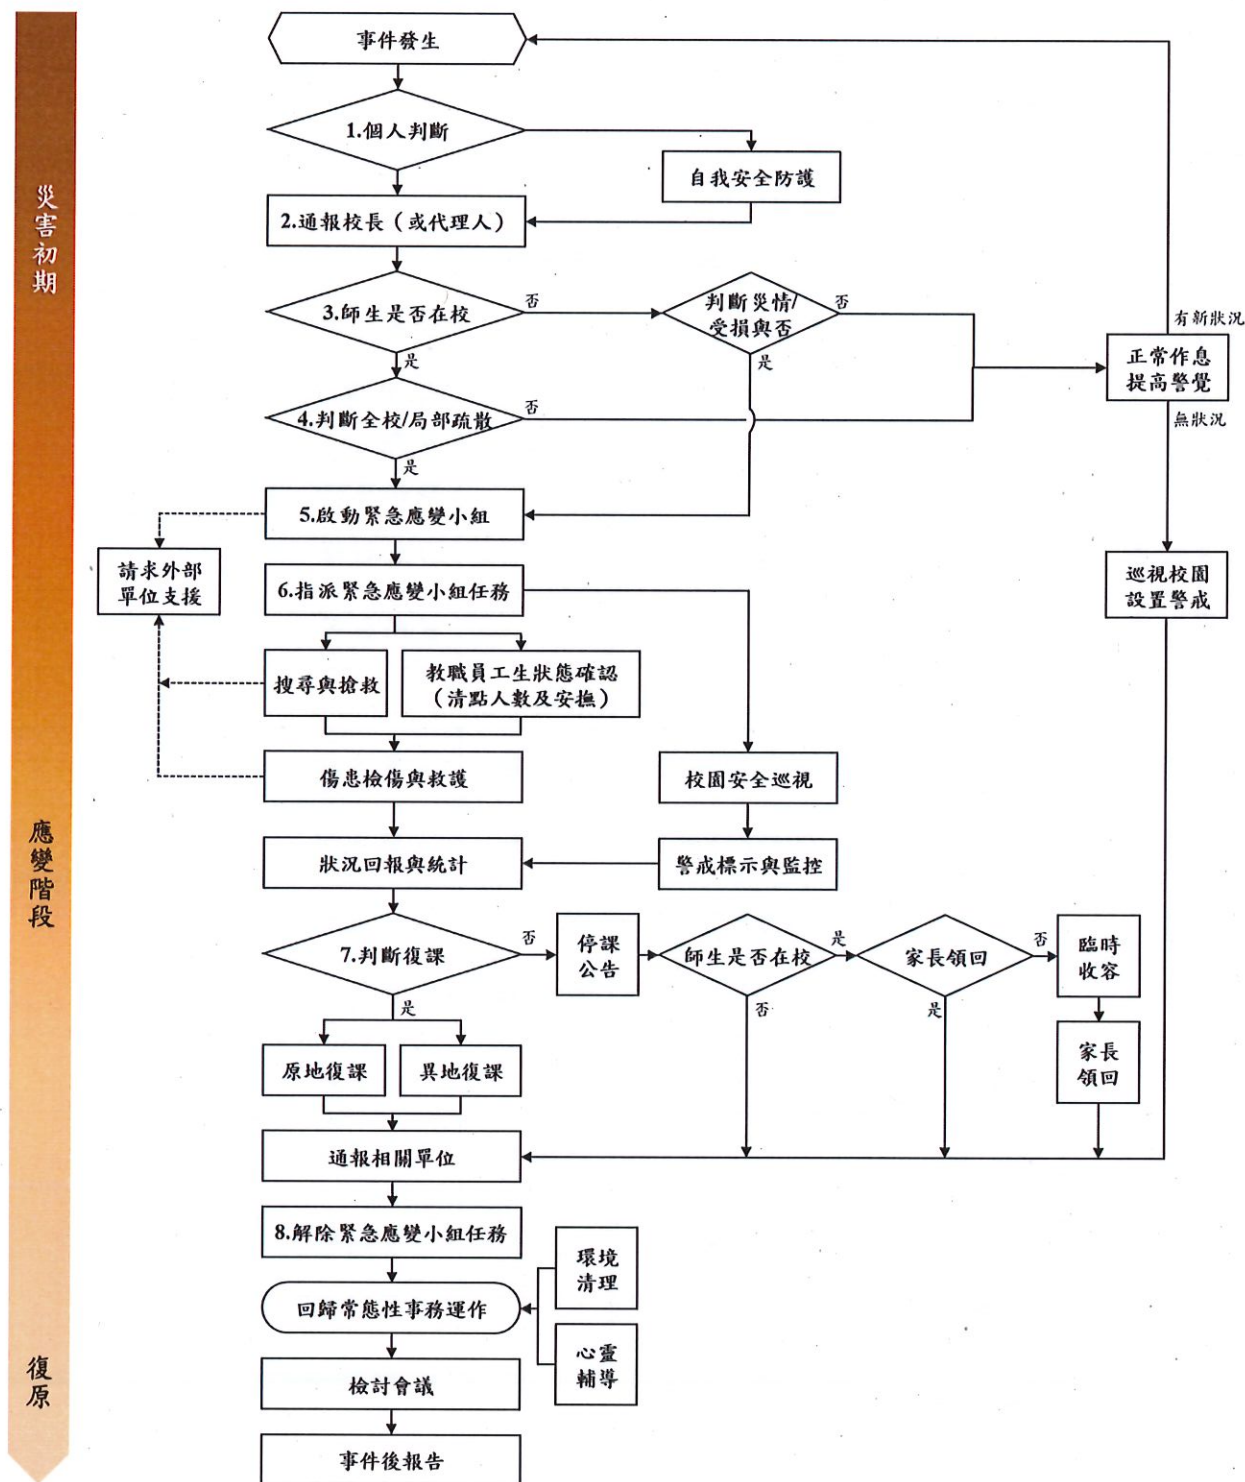 災害初期
應變階段
復原
事件發生
1.個人判斷
自我安全防護
2.通報校長（或代理人）
3.師生是否在校
否
是
判斷災情/
受損與否
否
是
有新狀況
正常作息
提高警覺
無狀況
4.判斷全校/局部疏散
否
是
5.啟動緊急應變小組
請求外部
單位支援
6.指派緊急應變小組任務
巡視校園
設置警戒
搜尋與搶救
教職員工生狀態確認
（清點人數及安撫）
傷患檢傷與救護
校園安全巡視
狀況回報與統計
警戒標示與監控
7.判斷復課
否
是
停課
公告
師生是否在校
是
否
家長領回
否
是
臨時
收容
家長
領回
原地復課
異地復課
通報相關單位
8.解除緊急應變小組任務
環境
清理
回歸常態性事務運作
心靈
輔導
檢討會議
事件後報告